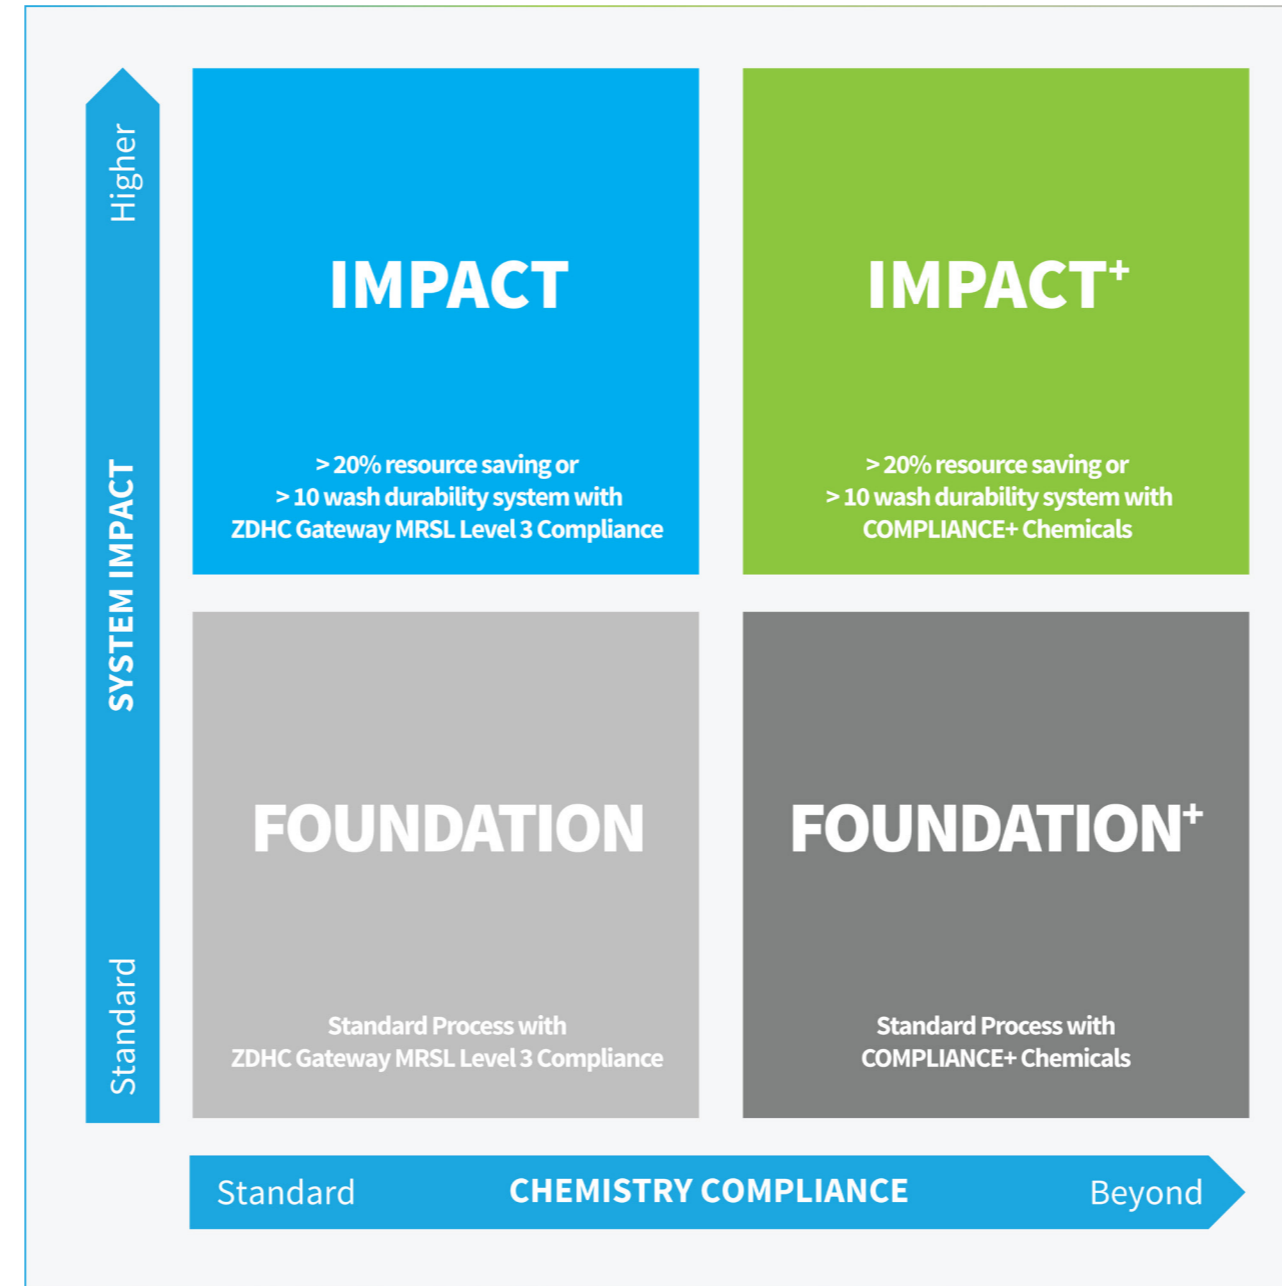 Higher
SYSTEM IMPACT
Standard
IMPACT
> 20% resource saving or
> 10 wash durability system with
ZDHC Gateway MRSL Level 3 Compliance
IMPACT+
> 20% resource saving or
> 10 wash durability system with
COMPLIANCE+ Chemicals
FOUNDATION
Standard Process with
ZDHC Gateway MRSL Level 3 Compliance
FOUNDATION+
Standard Process with
COMPLIANCE+ Chemicals
Standard
CHEMISTRY COMPLIANCE
Beyond